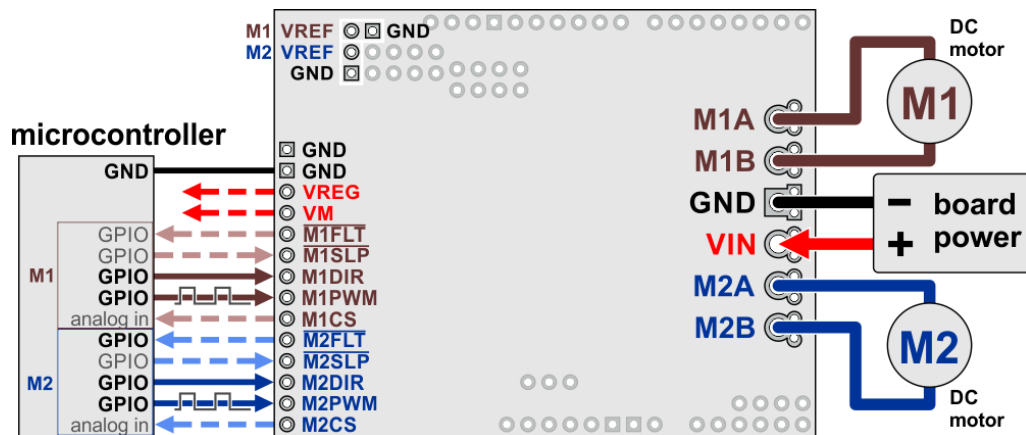 M1 VREF GND
M2 VREF
GND
DC
motor
M1
M1A
M1B
GND
VIN
M2A
M2B
board
power
−
+
M2
DC
motor
microcontroller
GND
GND
GND
VREG
VM
GPIO M1FLT
GPIO M1SLP
M1
GPIO M1DIR
GPIO M1PWM
analog in M1CS
GPIO M2FLT
GPIO M2SLP
M2
GPIO M2DIR
GPIO M2PWM
analog in M2CS